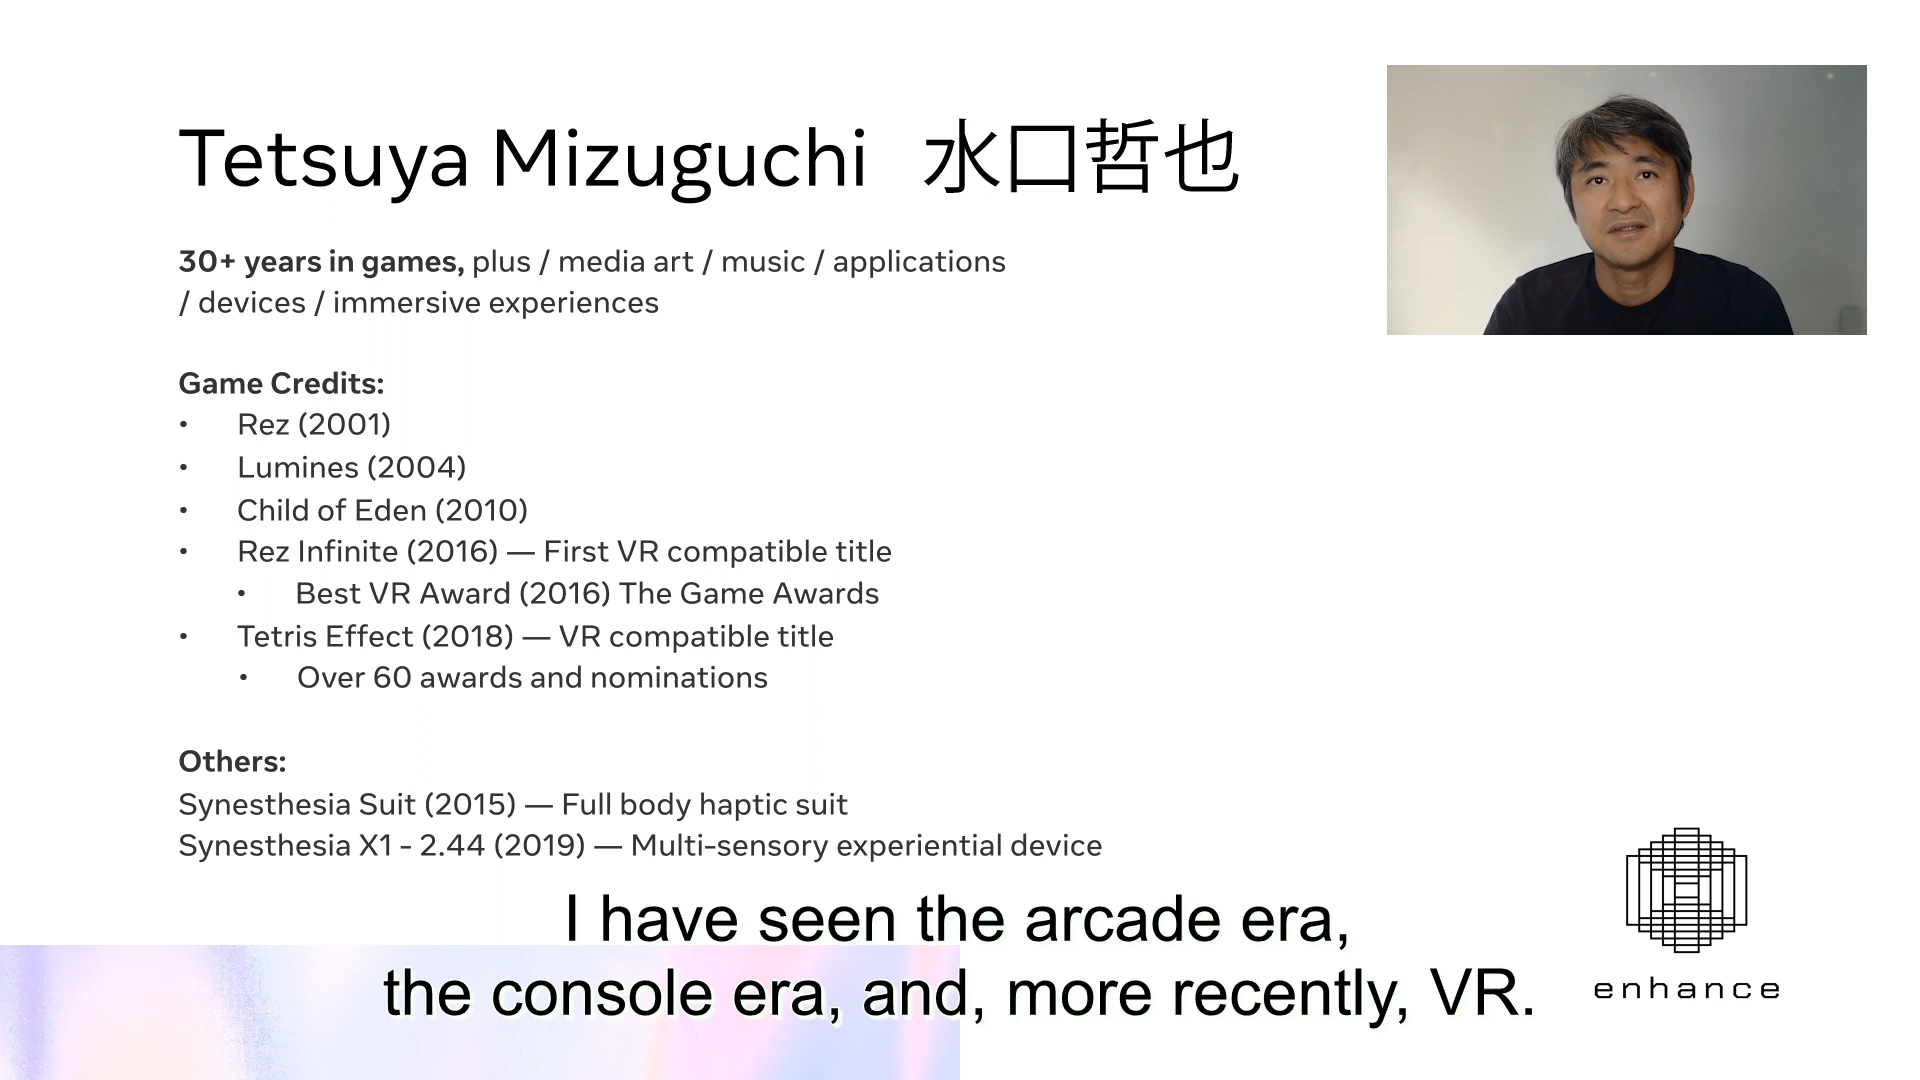 Tetsuya Mizuguchi 水口哲也
30+ years in games, plus / media art / music / applications
/ devices / immersive experiences
Game Credits:
• Rez (2001)
• Lumines (2004)
• Child of Eden (2010)
• Rez Infinite (2016) — First VR compatible title
• Best VR Award (2016) The Game Awards
• Tetris Effect (2018) — VR compatible title
• Over 60 awards and nominations
Others:
Synesthesia Suit (2015) — Full body haptic suit
Synesthesia X1 - 2.44 (2019) — Multi-sensory experiential device
I have seen the arcade era,
the console era, and, more recently, VR.
enhance